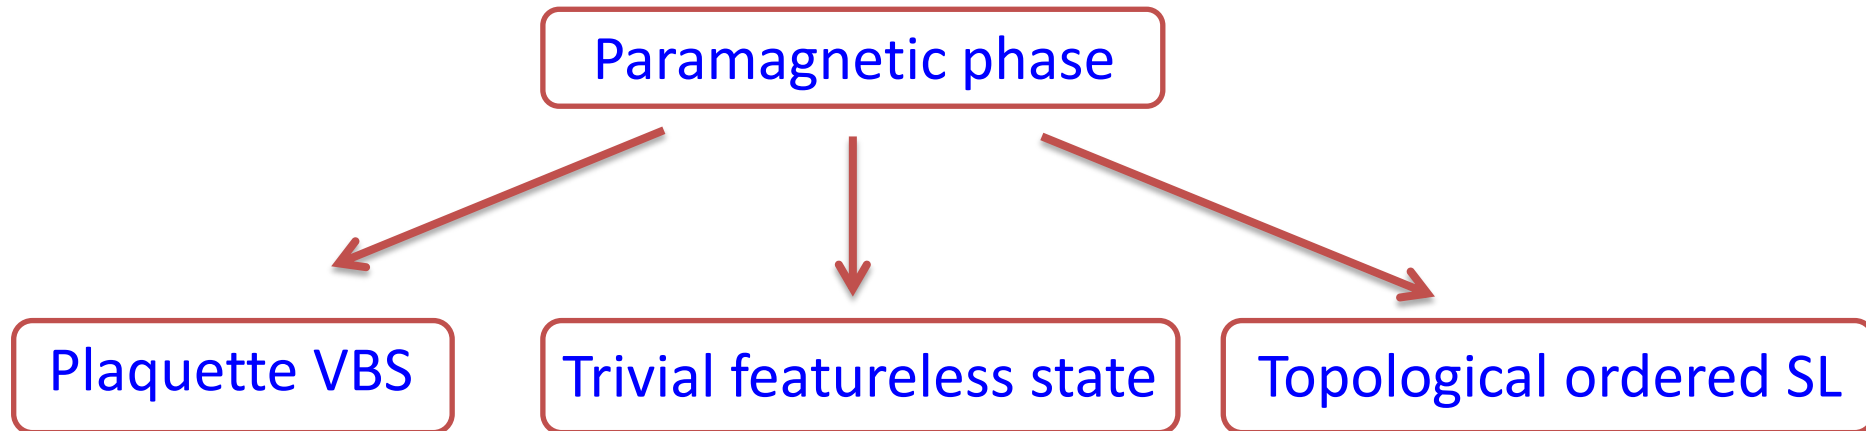 Paramagnetic phase
Plaquette VBS
Trivial featureless state
Topological ordered SL